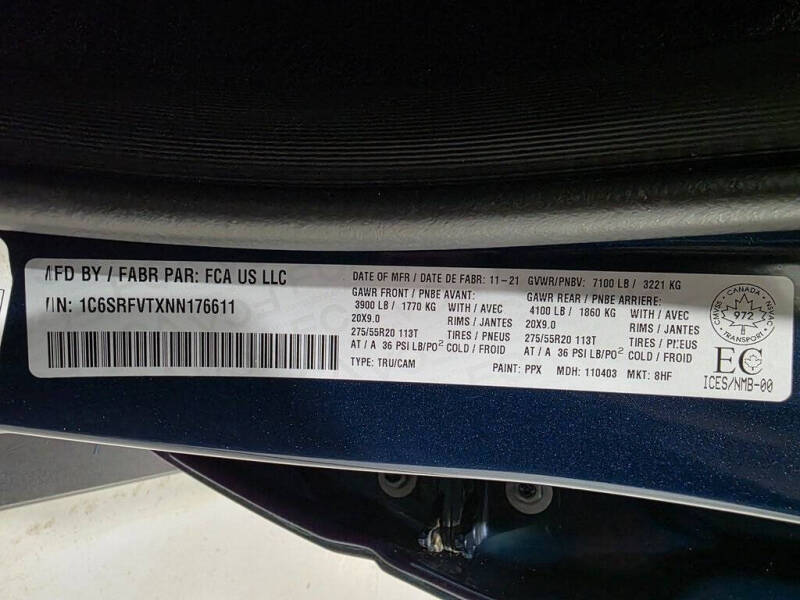 MFD BY / FABR PAR: FCA US LLC
VIN: 1C6SRFVTXNN176611
DATE OF MFR / DATE DE FABR: 11-21 GVWR/PNBV: 7100 LB / 3221 KG
GAWR FRONT / PNBE AVANT:
3900 LB / 1770 KG WITH / AVEC
20X9.0 RIMS / JANTES
275/55R20 113T TIRES / PNEUS
AT / A 36 PSI LB/PO² COLD / FROID
GAWR REAR / PNBE ARRIERE:
4100 LB / 1860 KG WITH / AVEC
20X9.0 RIMS / JANTES
275/55R20 113T TIRES / PNEUS
AT / A 36 PSI LB/PO² COLD / FROID
TYPE: TRU/CAM PAINT: PPX MDH: 110403 MKT: 8HF
CANADA
CMVSS
NSVAC
972
TRANSPORT
EC
ICES/NMB-00